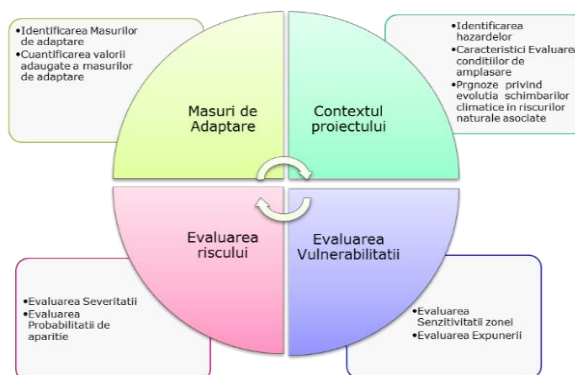 •Identificarea Masurilor
de adaptare
•Cuantificarea valorii
adaugate a masurilor
de adaptare
•Identificarea
hazardelor
•Caracteristici Evaluarea
conditiilor de
amplasare
•Prgnoze privind
evolutia schimbarilor
climatice in riscurilor
naturale asociate
Masuri de
Adaptare
Contextul
proiectului
Evaluarea
riscului
Evaluarea
Vulnerabilitatii
•Evaluarea Severitatii
•Evaluarea
Probabilitatii de
aparitie
•Evaluarea
Senzitivitatii zonei
•Evaluarea Expunerii